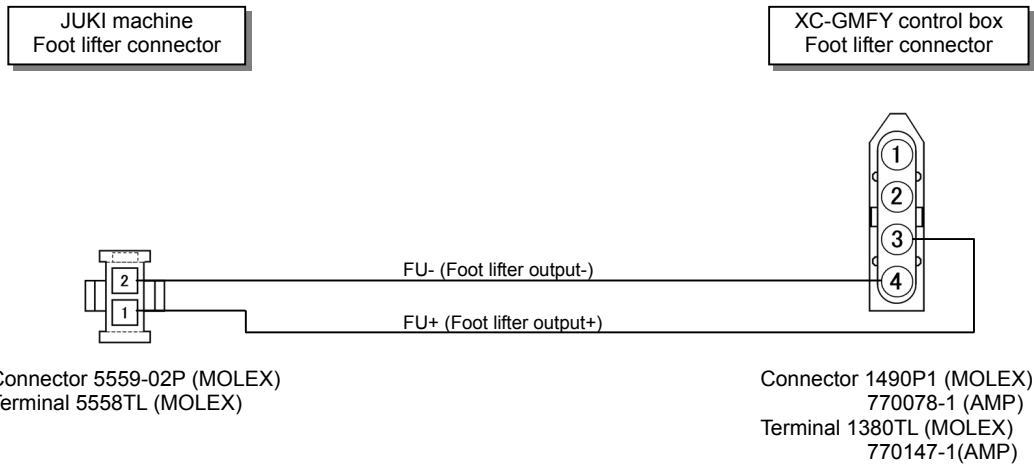 JUKI machine
Foot lifter connector
XC-GMFY control box
Foot lifter connector
1
2
3
4
2
1
FU- (Foot lifter output-)
FU+ (Foot lifter output+)
onnector 5559-02P (MOLEX)
erminal 5558TL (MOLEX)
Connector 1490P1 (MOLEX)
770078-1 (AMP)
Terminal 1380TL (MOLEX)
770147-1(AMP)